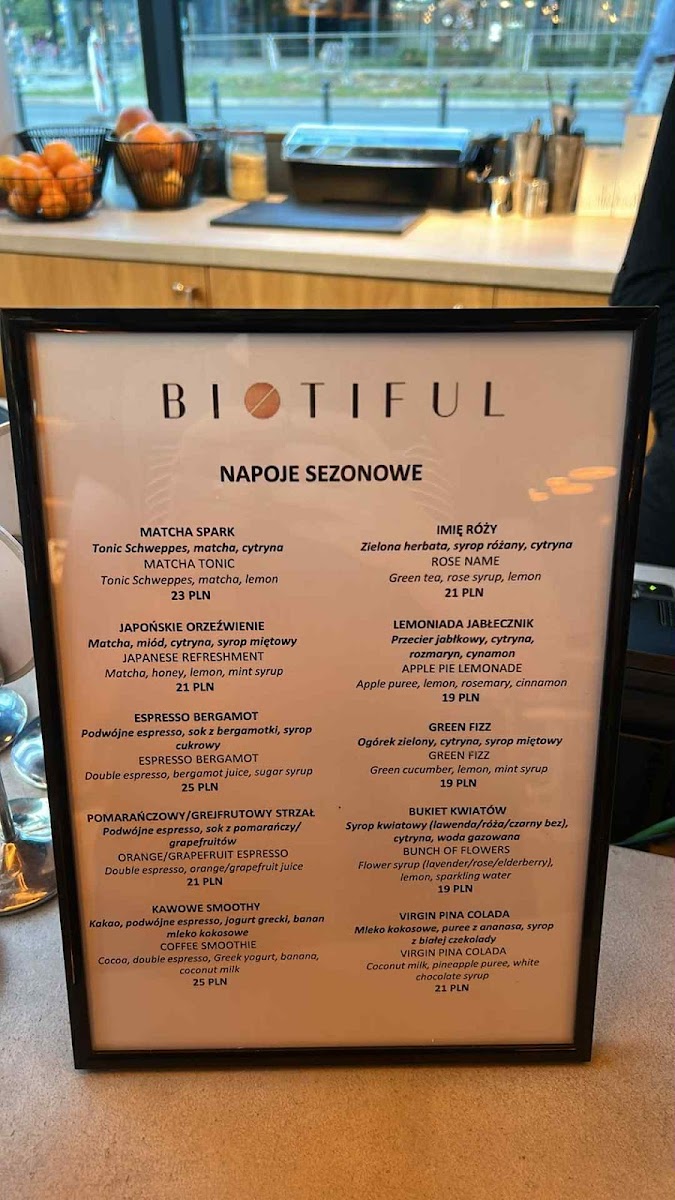 BIOTIFUL
NAPOJE SEZONOWE
MATCHA SPARK
Tonic Schweppes, matcha, cytryna
MATCHA TONIC
Tonic Schweppes, matcha, lemon
23 PLN
JAPOŃSKIE ORZEŹWIENIE
Matcha, miód, cytryna, syrop miętowy
JAPANESE REFRESHMENT
Matcha, honey, lemon, mint syrup
21 PLN
ESPRESSO BERGAMOT
Podwójne espresso, sok z bergamotki, syrop
cukrowy
ESPRESSO BERGAMOT
Double espresso, bergamot juice, sugar syrup
25 PLN
POMARAŃCZOWY/GREJFRUTOWY STRZAŁ
Podwójne espresso, sok z pomarańczy/
grapefruitów
ORANGE/GRAPEFRUIT ESPRESSO
Double espresso, orange/grapefruit juice
21 PLN
KAWOWE SMOOTHY
Kakao, podwójne espresso, jogurt grecki, banan
mleko kokosowe
COFFEE SMOOTHIE
Cocoa, double espresso, Greek yogurt, banana,
coconut milk
25 PLN
IMIĘ RÓŻY
Zielona herbata, syrop różany, cytryna
ROSE NAME
Green tea, rose syrup, lemon
21 PLN
LEMONIADA JABŁECZNIK
Przecier jabłkowy, cytryna,
rozmaryn, cynamon
APPLE PIE LEMONADE
Apple puree, lemon, rosemary, cinnamon
19 PLN
GREEN FIZZ
Ogórek zielony, cytryna, syrop miętowy
GREEN FIZZ
Green cucumber, lemon, mint syrup
19 PLN
BUKIET KWIATÓW
Syrop kwiatowy (lawenda/róża/czarny bez),
cytryna, woda gazowana
BUNCH OF FLOWERS
Flower syrup (lavender/rose/elderberry),
lemon, sparkling water
19 PLN
VIRGIN PINA COLADA
Mleko kokosowe, puree z ananasa, syrop
z białej czekolady
VIRGIN PINA COLADA
Coconut milk, pineapple puree, white
chocolate syrup
21 PLN